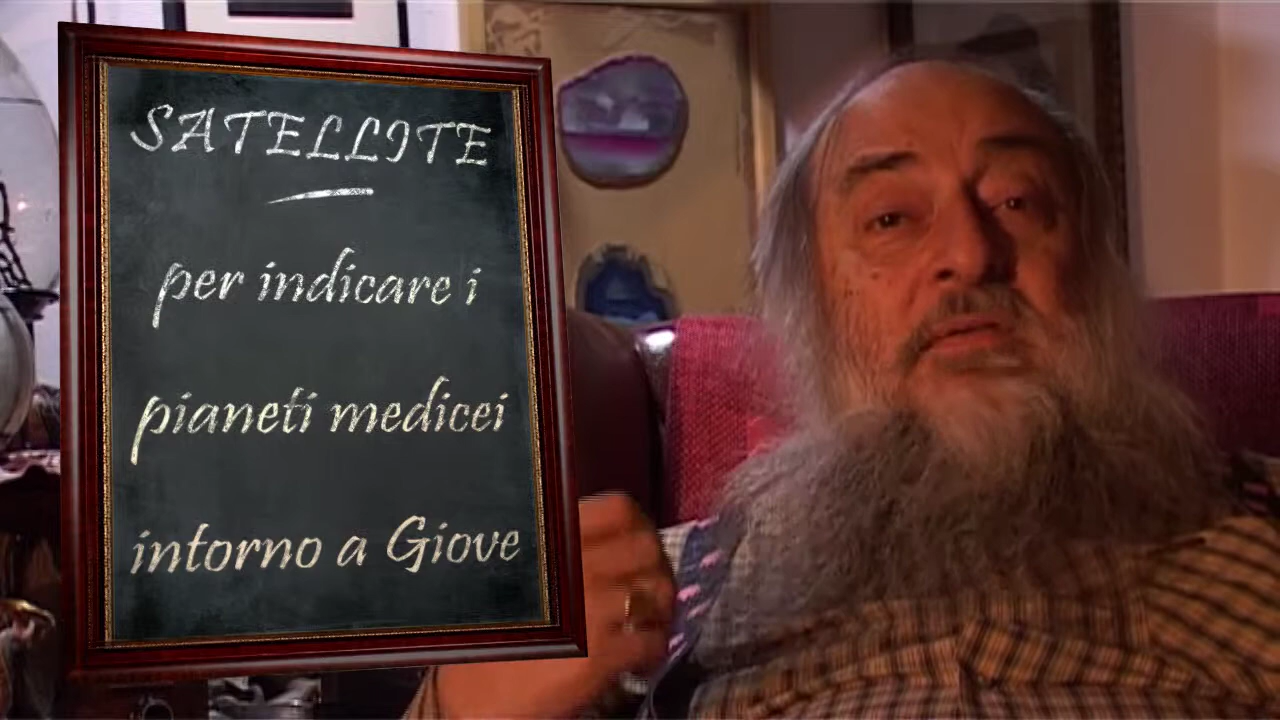 SATELLITE
per indicare i
pianeti medicei
intorno a Giove